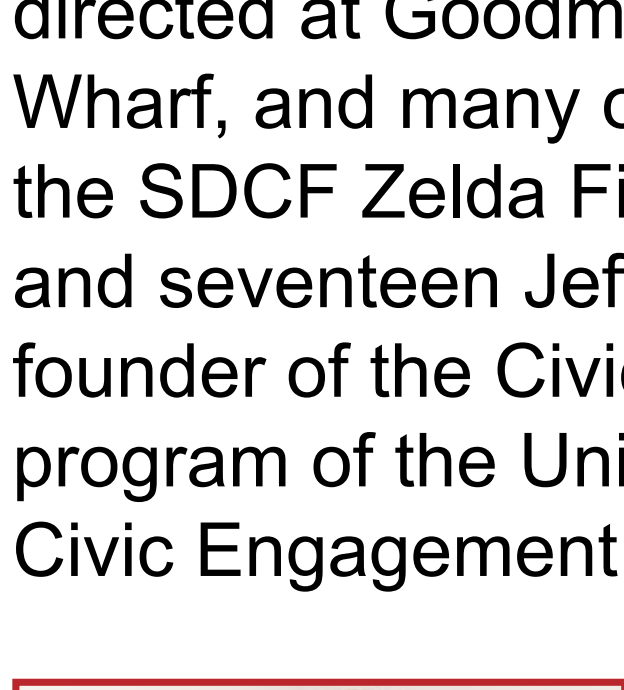 directed at Goodm
Wharf, and many
the SDCF Zelda Fi
and seventeen Jef
founder of the Civic
program of the Uni
Civic Engagement